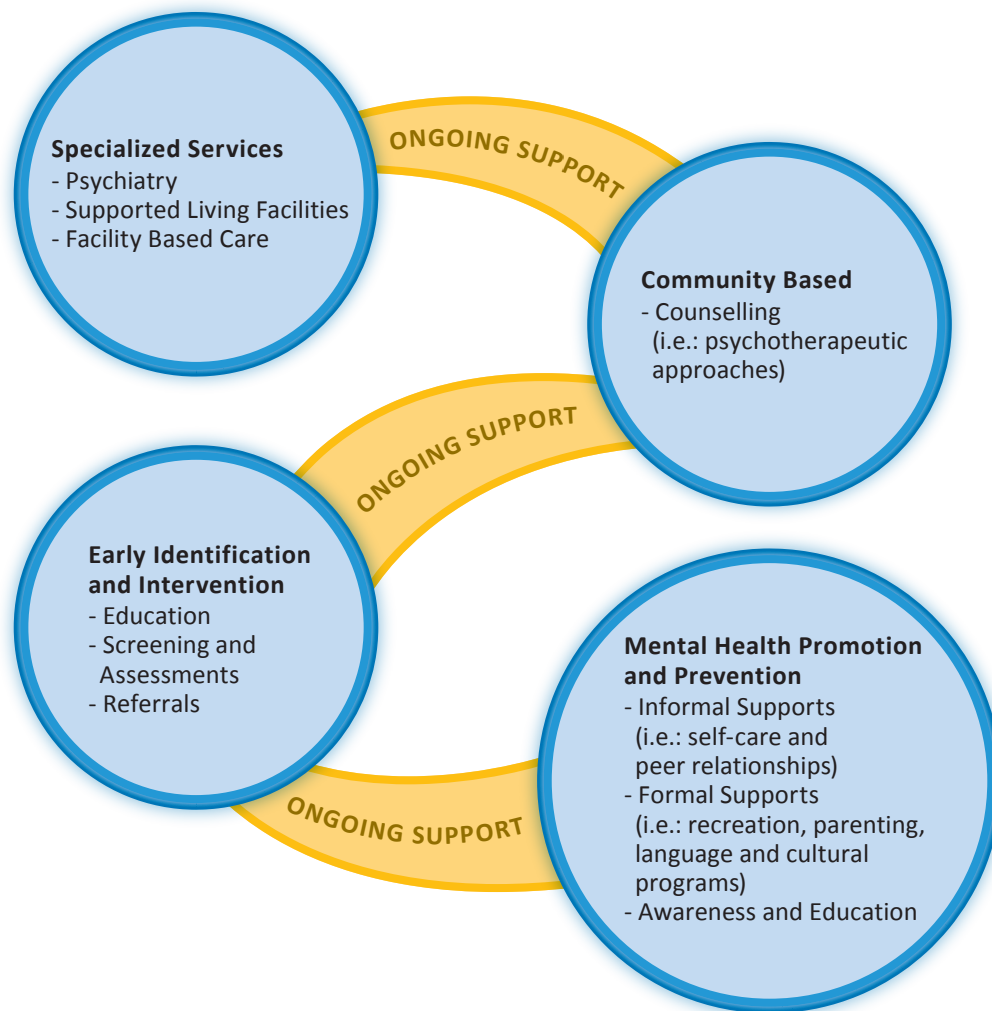 Specialized Services
- Psychiatry
- Supported Living Facilities
- Facility Based Care
ONGOING SUPPORT
Community Based
- Counselling
(i.e.: psychotherapeutic
approaches)
ONGOING SUPPORT
Early Identification
and Intervention
- Education
- Screening and
Assessments
- Referrals
ONGOING SUPPORT
Mental Health Promotion
and Prevention
- Informal Supports
(i.e.: self-care and
peer relationships)
- Formal Supports
(i.e.: recreation, parenting,
language and cultural
programs)
- Awareness and Education